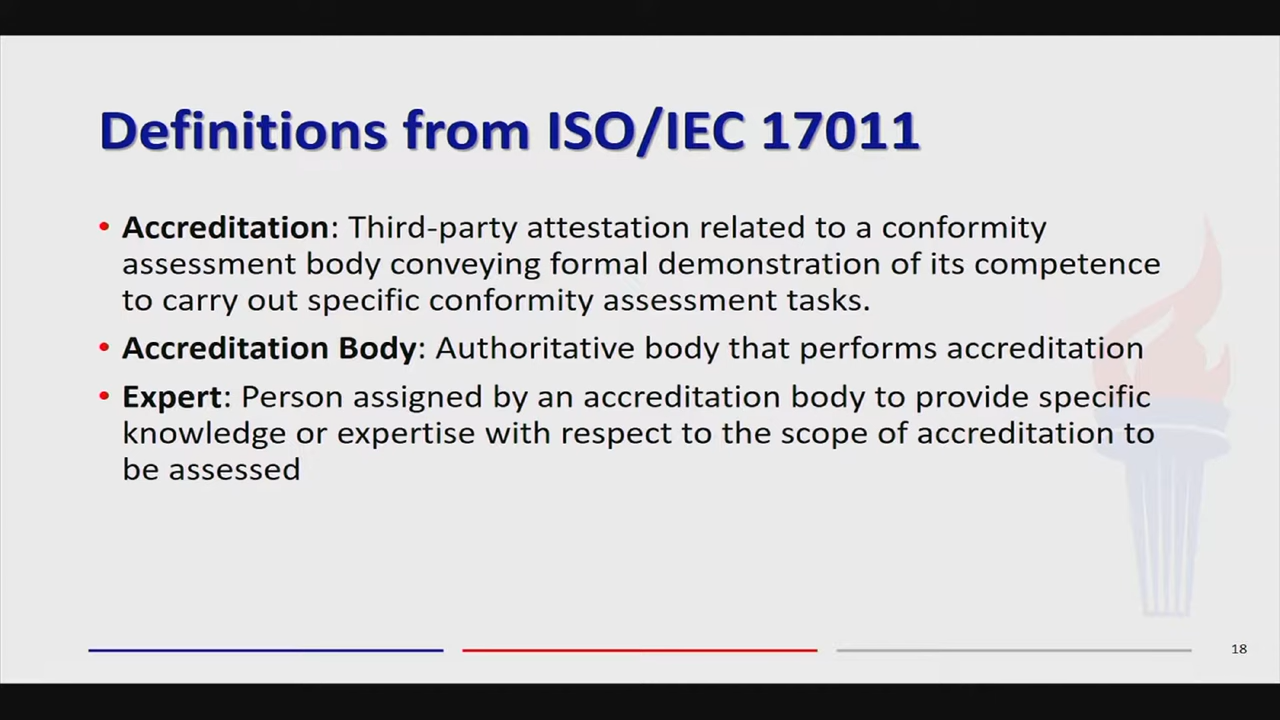 Definitions from ISO/IEC 17011
• Accreditation: Third-party attestation related to a conformity
assessment body conveying formal demonstration of its competence
to carry out specific conformity assessment tasks.
• Accreditation Body: Authoritative body that performs accreditation
• Expert: Person assigned by an accreditation body to provide specific
knowledge or expertise with respect to the scope of accreditation to
be assessed
18